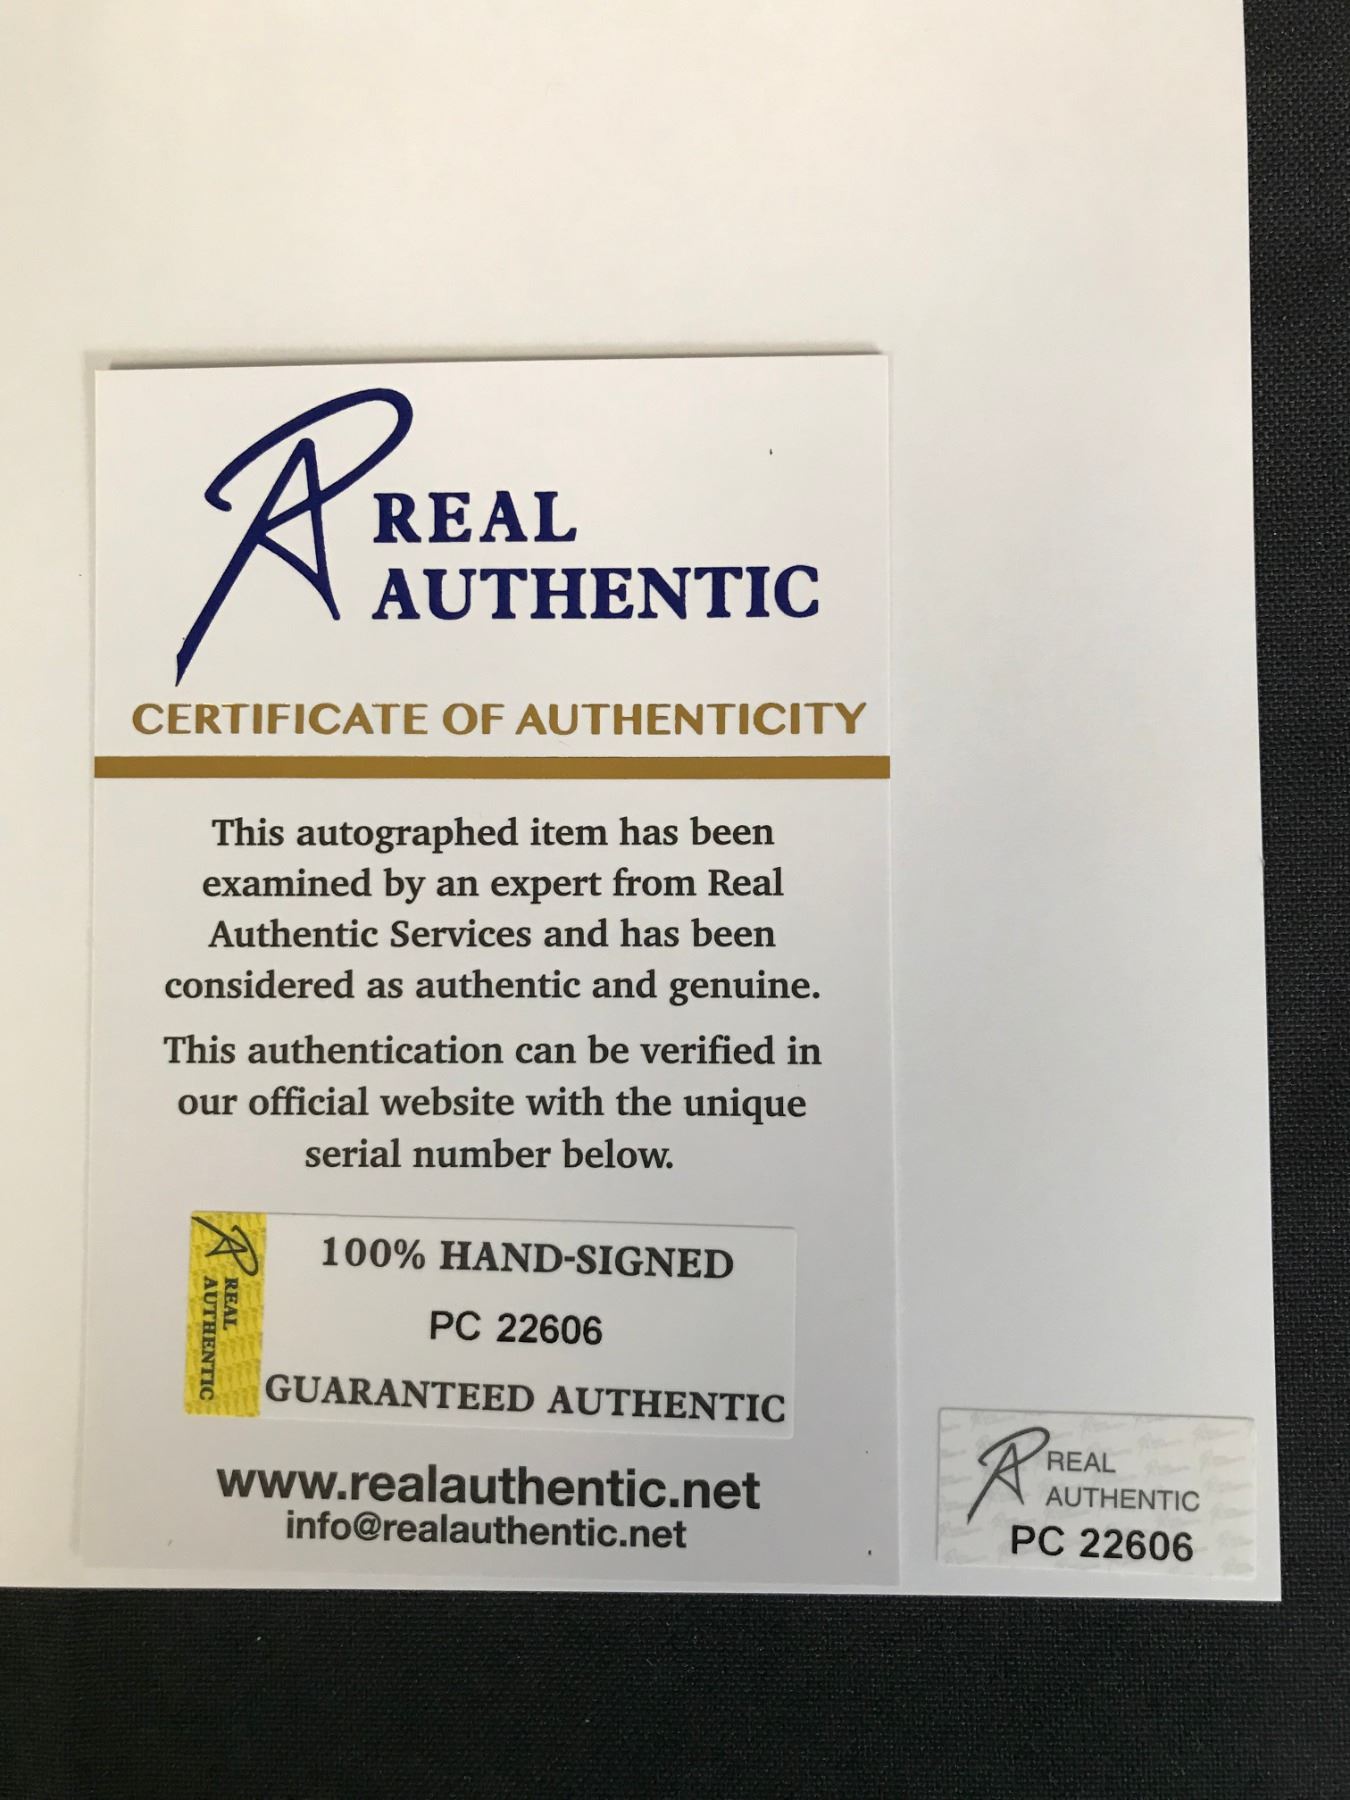 REAL
AUTHENTIC
CERTIFICATE OF AUTHENTICITY
This autographed item has been
examined by an expert from Real
Authentic Services and has been
considered as authentic and genuine.
This authentication can be verified in
our official website with the unique
serial number below.
REAL
AUTHENTIC
100% HAND-SIGNED
PC 22606
GUARANTEED AUTHENTIC
www.realauthentic.net
info@realauthentic.net
REAL
AUTHENTIC
PC 22606